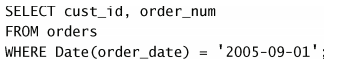 SELECT cust_id, order_num
FROM orders
WHERE Date(order_date) = '2005-09-01';